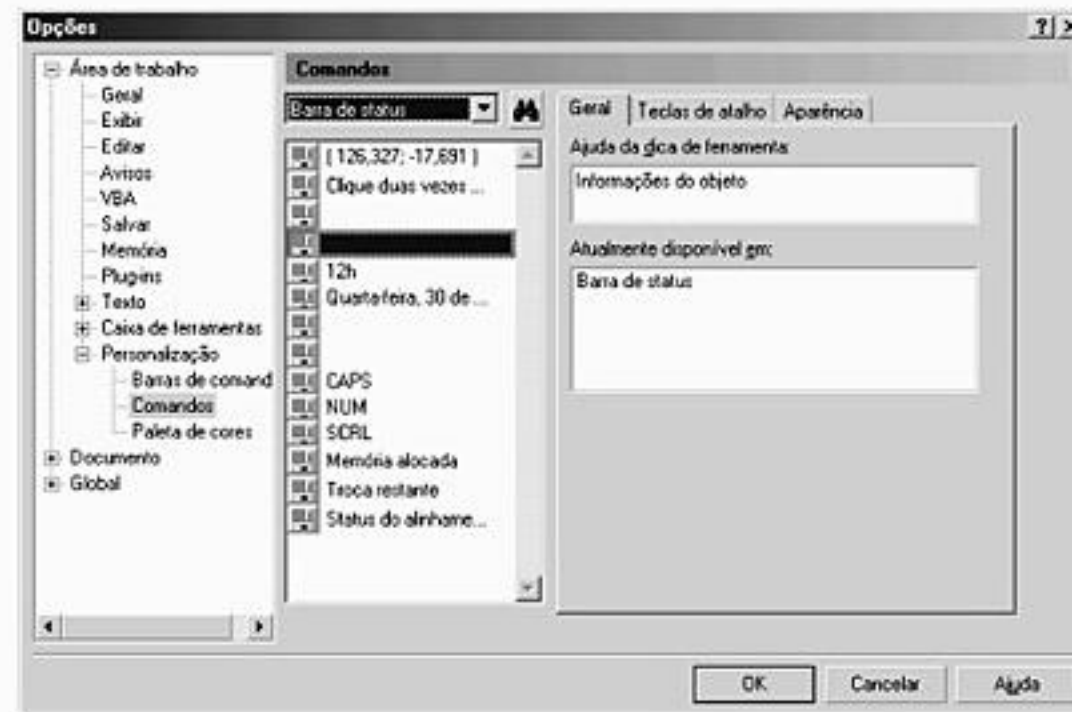 Opções
Área de trabalho
Geral
Exibir
Editar
Avisos
VBA
Salvar
Memória
Plugins
Texto
Caixa de ferramentas
Personalização
Barras de comand
Comandos
Paleta de cores
Documento
Global
Comandos
Barra de status
( 126,327; -17,691 )
Clique duas vezes ...
12h
Quarta-feira, 30 de ...
CAPS
NUM
SCRL
Memória alocada
Troca restante
Status do alinhame...
Geral
Teclas de atalho
Aparência
Ajuda da dica de ferramenta:
Informações do objeto
Atualmente disponível em:
Barra de status
OK
Cancelar
Ajuda